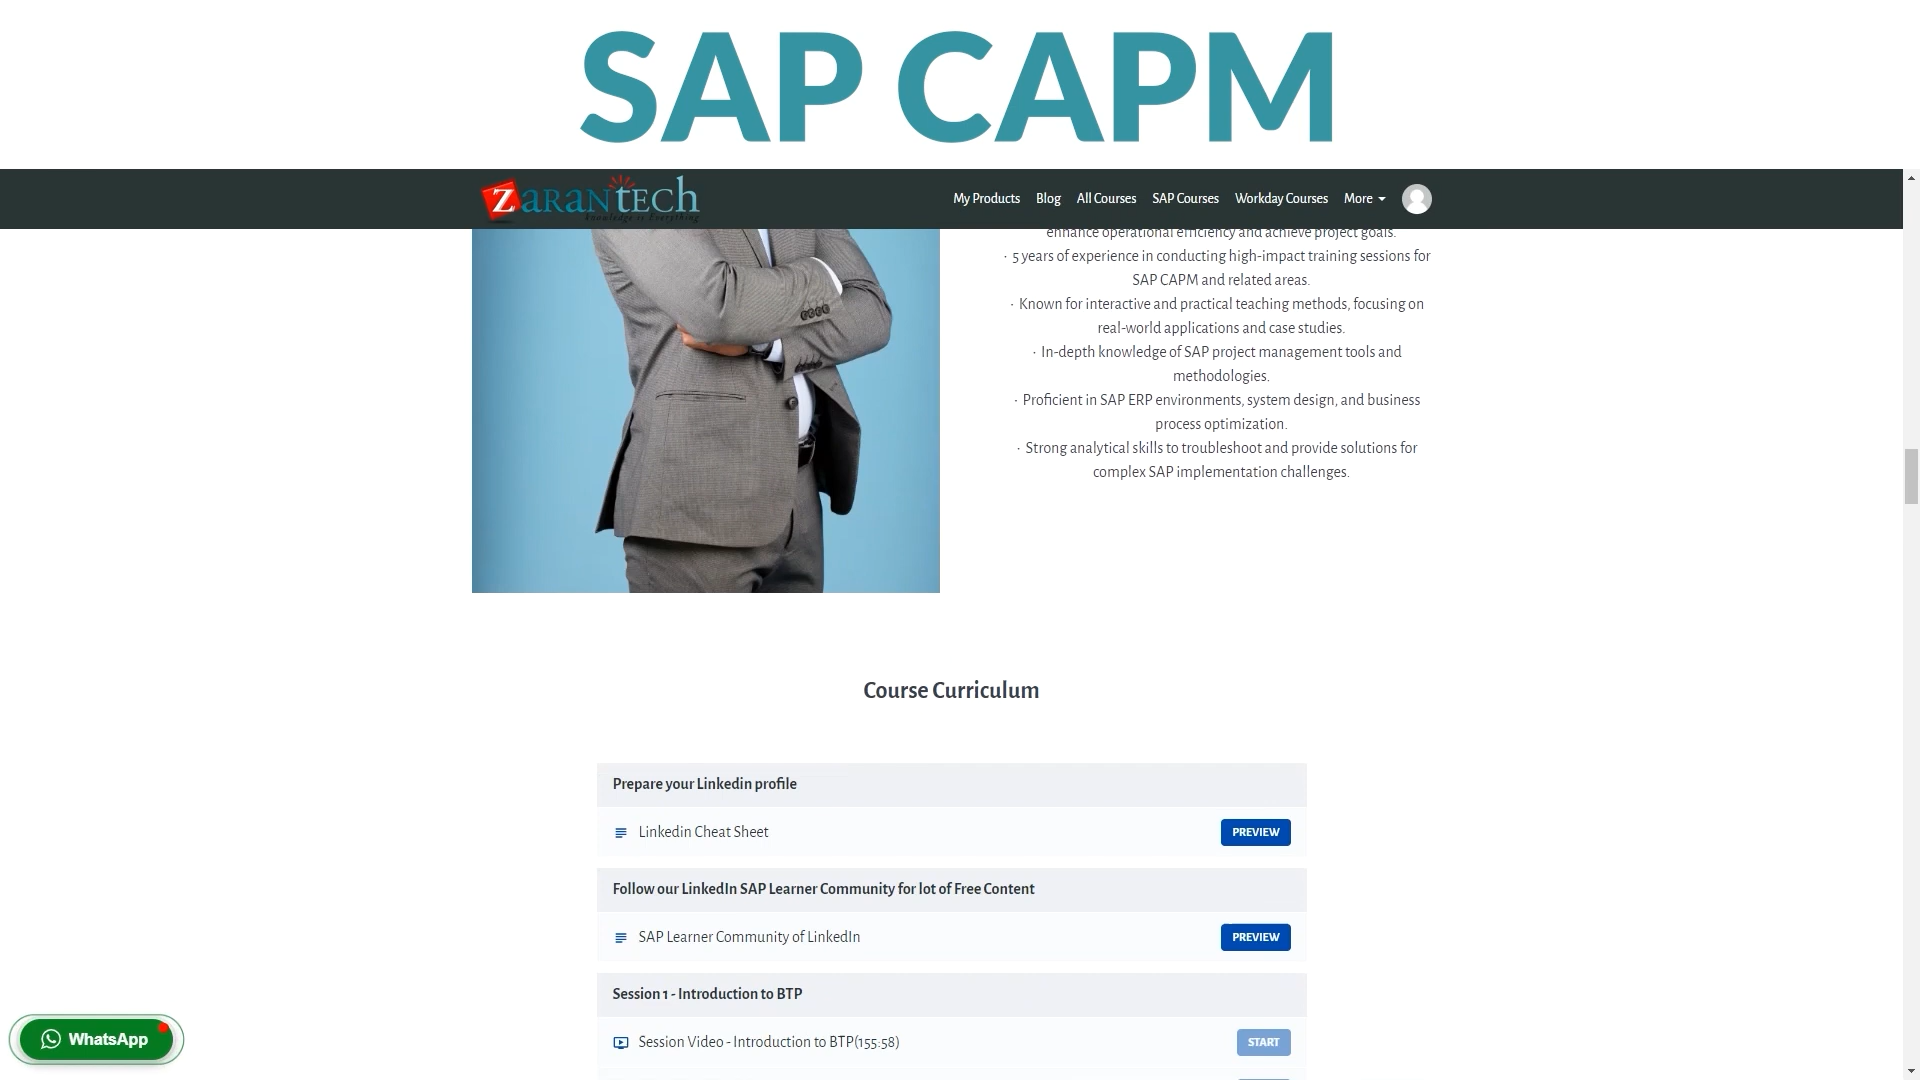 SAP CAPM
ZARANTECH
Knowledge is Everything
My Products Blog All Courses SAP Courses Workday Courses More
enhance operational efficiency and achieve project goals.
· 5 years of experience in conducting high-impact training sessions for
SAP CAPM and related areas.
· Known for interactive and practical teaching methods, focusing on
real-world applications and case studies.
· In-depth knowledge of SAP project management tools and
methodologies.
· Proficient in SAP ERP environments, system design, and business
process optimization.
· Strong analytical skills to troubleshoot and provide solutions for
complex SAP implementation challenges.
Course Curriculum
Prepare your Linkedin profile
Linkedin Cheat Sheet PREVIEW
Follow our LinkedIn SAP Learner Community for lot of Free Content
SAP Learner Community of LinkedIn PREVIEW
Session 1 - Introduction to BTP
Session Video - Introduction to BTP(155:58) START
WhatsApp